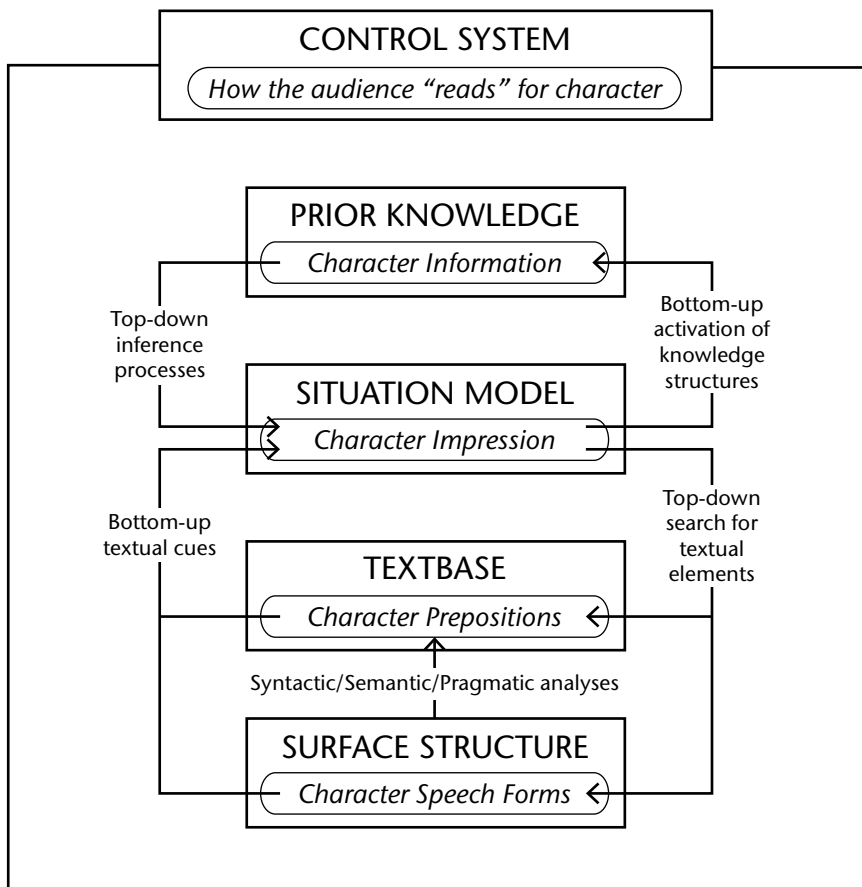 CONTROL SYSTEM
How the audience “reads” for character
PRIOR KNOWLEDGE
Character Information
Top-down
inference
processes
Bottom-up
activation of
knowledge
structures
SITUATION MODEL
Character Impression
Bottom-up
textual cues
Top-down
search for
textual
elements
TEXTBASE
Character Prepositions
Syntactic/Semantic/Pragmatic analyses
SURFACE STRUCTURE
Character Speech Forms